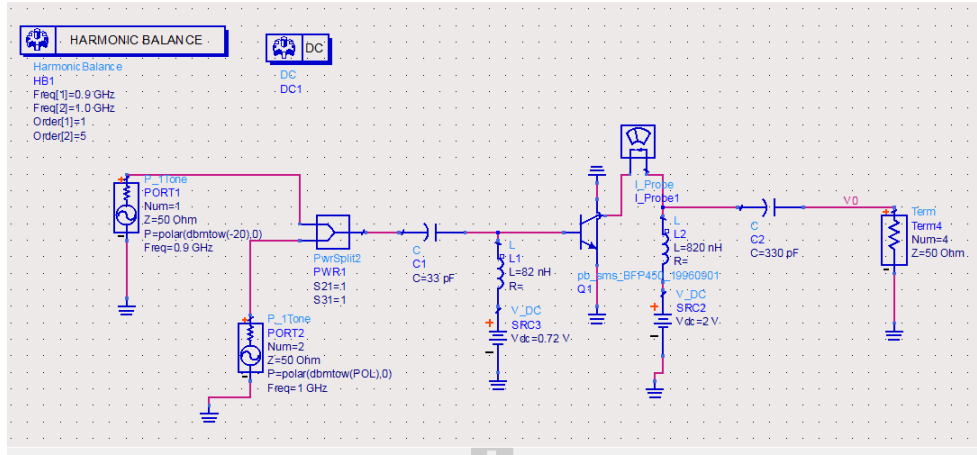 HARMONIC BALANCE
HarmonicBalance
HB1
Freq[1]=0.9 GHz
Freq[2]=1.0 GHz
Order[1]=1
Order[2]=5
DC
DC
DC1
P_1Tone
PORT1
Num=1
Z=50 Ohm
P=polar(dbmtow(-20),0)
Freq=0.9 GHz
P_1Tone
PORT2
Num=2
Z=50 Ohm
P=polar(dbmtow(POL),0)
Freq=1 GHz
PwrSplit2
PWR1
S21=1
S31=1
C
C1
C=33 pF
L
L1
L=82 nH
R=
V_DC
SRC3
Vdc=0.72 V
pb_sms_BFP450_19960901
Q1
I_Probe
I_Probe1
L
L2
L=820 nH
R=
V_DC
SRC2
Vdc=2 V
C
C2
C=330 pF
V0
Term
Term4
Num=4
Z=50 Ohm